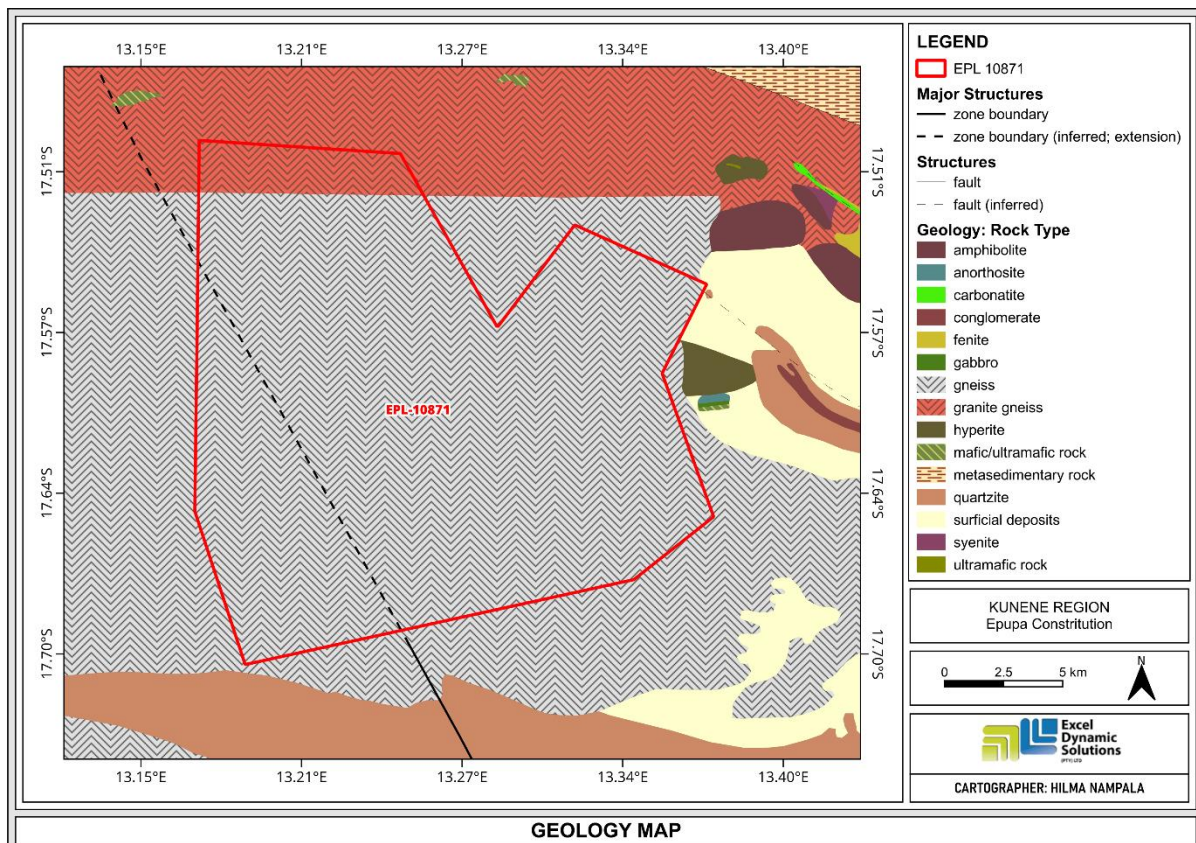 13.15°E 13.21°E 13.27°E 13.34°E 13.40°E
17.51°S 17.51°S
17.57°S 17.57°S
EPL-10871
17.64°S 17.64°S
17.70°S 17.70°S
13.15°E 13.21°E 13.27°E 13.34°E 13.40°E
LEGEND
EPL 10871
Major Structures
zone boundary
zone boundary (inferred; extension)
Structures
fault
fault (inferred)
Geology: Rock Type
amphibolite
anorthosite
carbonatite
conglomerate
fenite
gabbro
gneiss
granite gneiss
hyperite
mafic/ultramafic rock
metasedimentary rock
quartzite
surficial deposits
syenite
ultramafic rock
KUNENE REGION
Epupa Constritution
0 2.5 5 km
N
Excel
Dynamic
Solutions
(PTY) LTD
CARTOGRAPHER: HILMA NAMPALA
GEOLOGY MAP